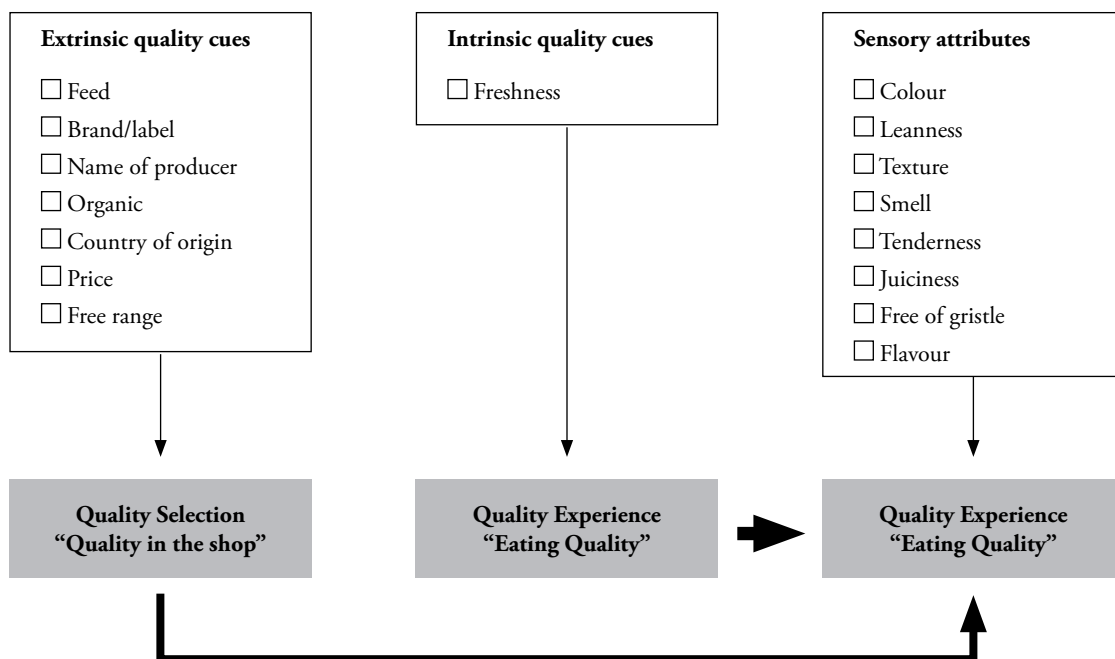 Extrinsic quality cues
Feed
Brand/label
Name of producer
Organic
Country of origin
Price
Free range
Intrinsic quality cues
Freshness
Sensory attributes
Colour
Leanness
Texture
Smell
Tenderness
Juiciness
Free of gristle
Flavour
Quality Selection
“Quality in the shop”
Quality Experience
“Eating Quality”
Quality Experience
“Eating Quality”